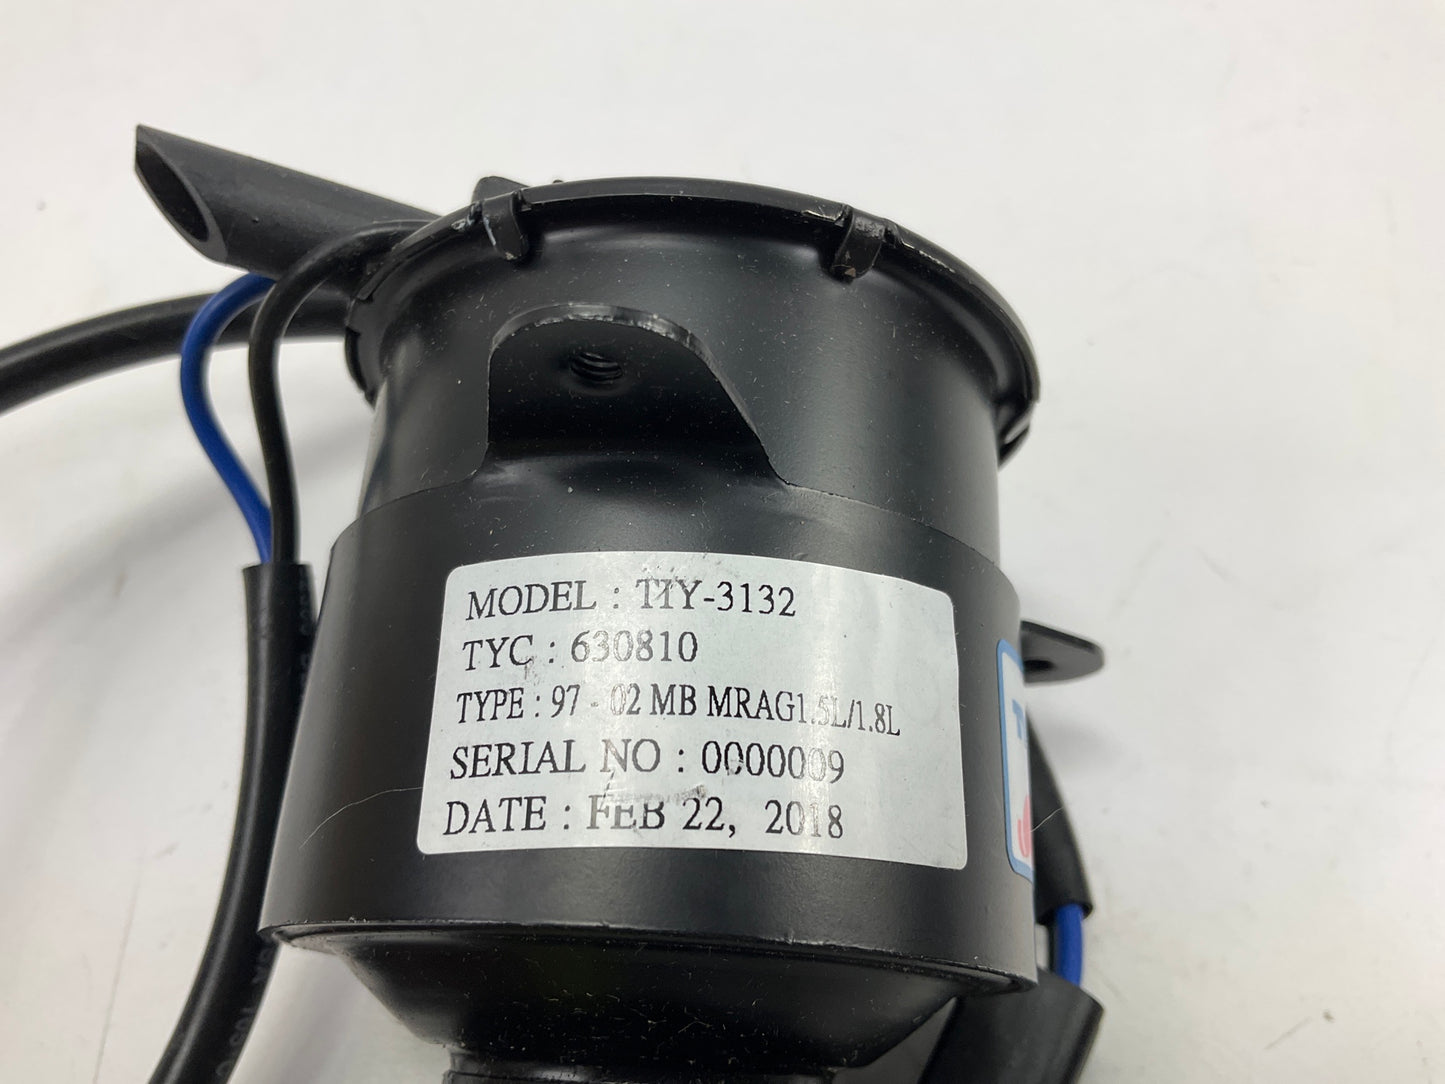 MODEL : TIY-3132
TYC : 630810
TYPE : 97 - 02 MB MRAG1.5L/1.8L
SERIAL NO : 0000009
DATE : FEB 22, 2018